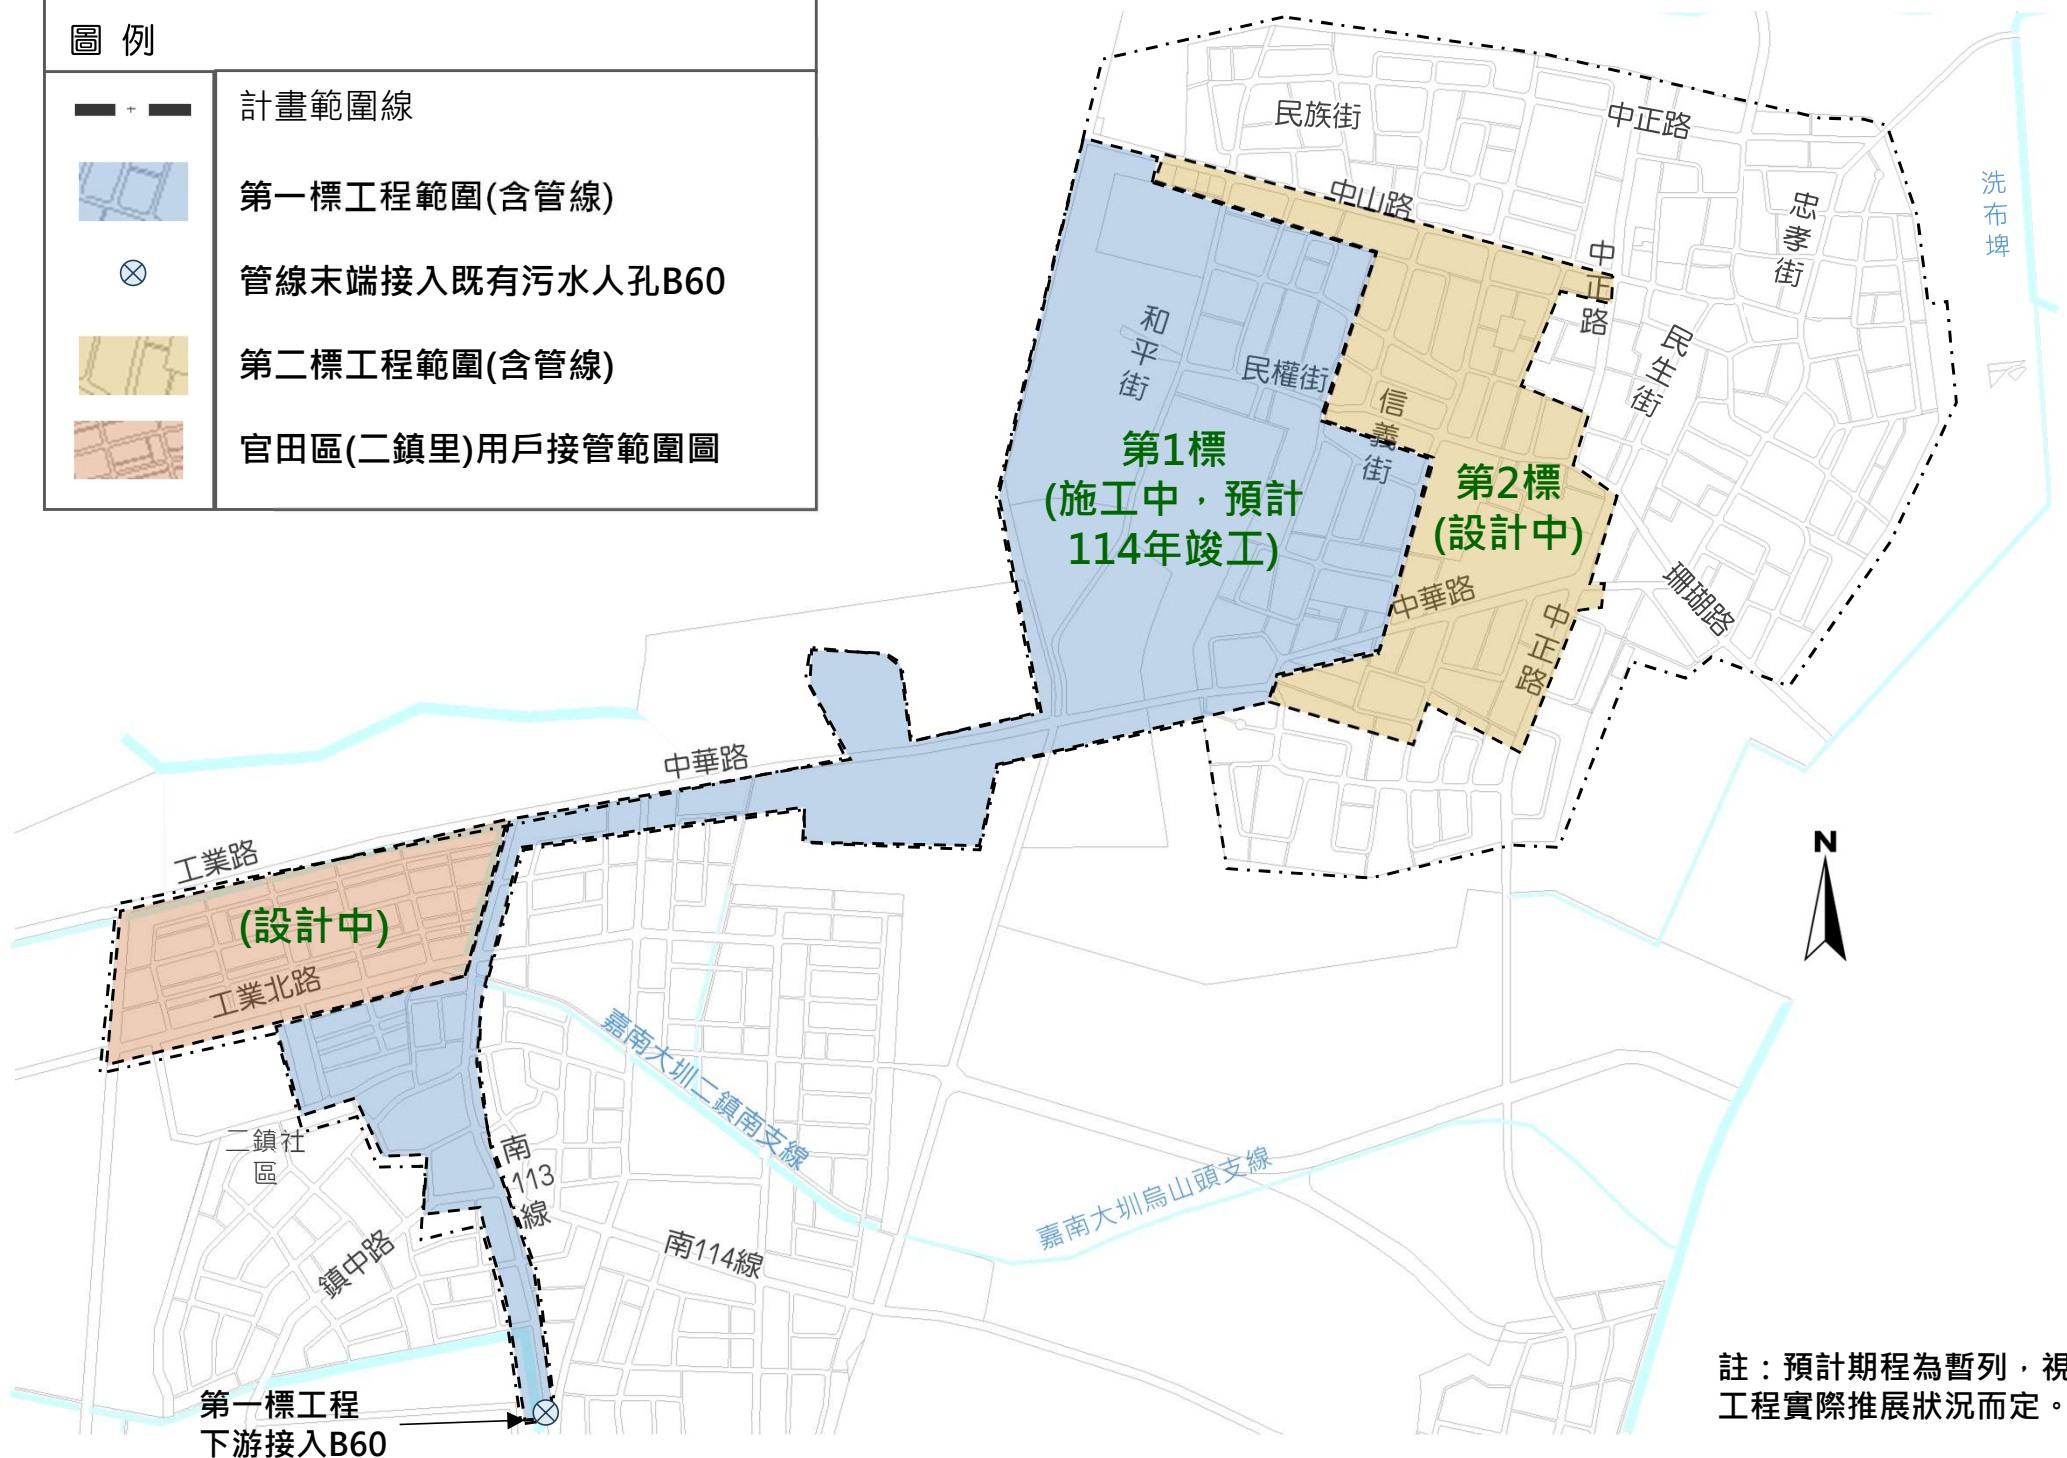 圖 例
計畫範圍線
第一標工程範圍(含管線)
管線末端接入既有污水人孔B60
第二標工程範圍(含管線)
官田區(二鎮里)用戶接管範圍圖
民族街
中正路
中山路
忠孝街
洗布埤
中正路
民生街
和平街
民權街
信義街
第1標
(施工中，預計
114年竣工)
第2標
(設計中)
中華路
中正路
珊瑚路
中華路
工業路
(設計中)
工業北路
N
嘉南大圳二鎮南支線
二鎮社
區
南
113
線
嘉南大圳烏山頭支線
南114線
鎮中路
第一標工程
下游接入B60
註：預計期程為暫列，視
工程實際推展狀況而定。